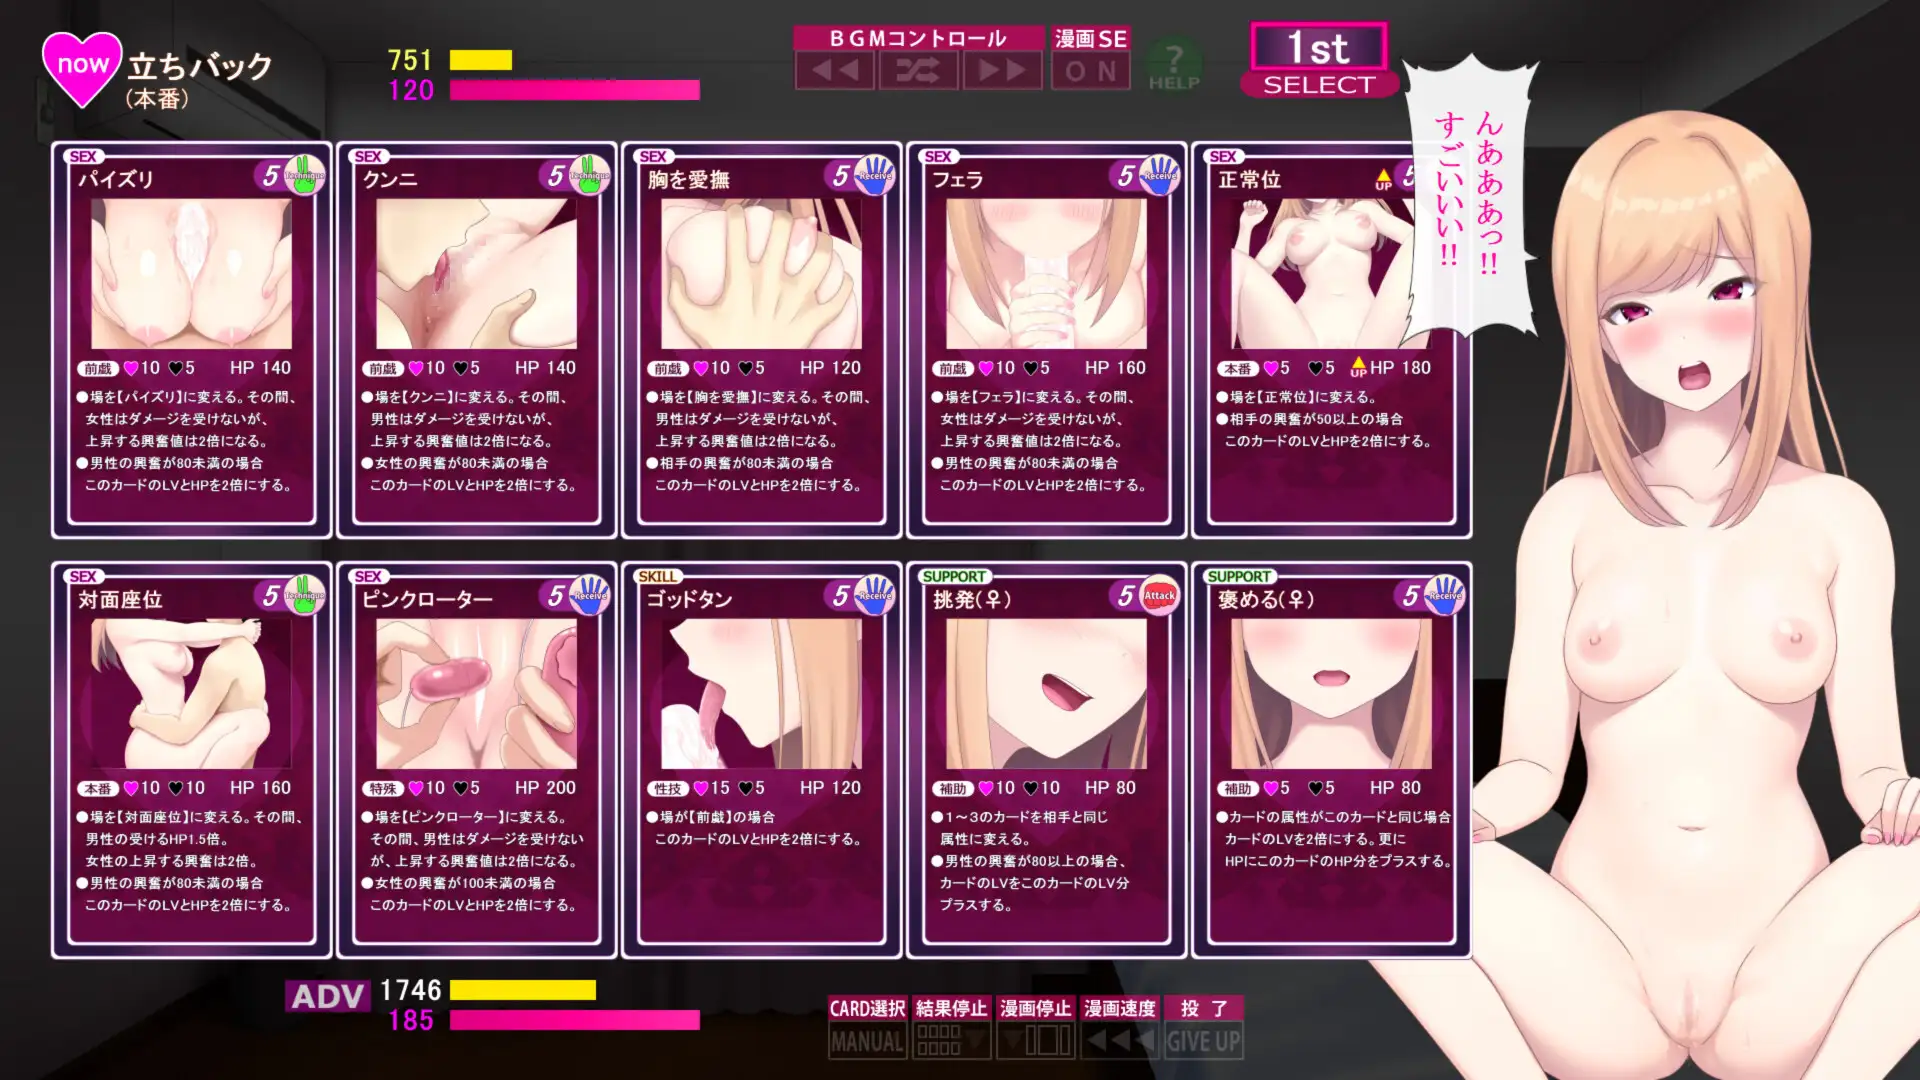 now
立ちバック
(本番)
751
120
BGMコントロール
漫画SE
ON
?
HELP
1st
SELECT
んあああっ!!
すごいいい!!
SEX
パイズリ
5
Technique
前戯 10 5 HP 140
●場を【パイズリ】に変える。その間、
女性はダメージを受けないが、
上昇する興奮値は2倍になる。
●男性の興奮が80未満の場合
このカードのLVとHPを2倍にする。
SEX
クンニ
5
Technique
前戯 10 5 HP 140
●場を【クンニ】に変える。その間、
男性はダメージを受けないが、
上昇する興奮値は2倍になる。
●女性の興奮が80未満の場合
このカードのLVとHPを2倍にする。
SEX
胸を愛撫
5
Receive
前戯 10 5 HP 120
●場を【胸を愛撫】に変える。その間、
男性はダメージを受けないが、
上昇する興奮値は2倍になる。
●相手の興奮が80未満の場合
このカードのLVとHPを2倍にする。
SEX
フェラ
5
Receive
前戯 10 5 HP 160
●場を【フェラ】に変える。その間、
女性はダメージを受けないが、
上昇する興奮値は2倍になる。
●男性の興奮が80未満の場合
このカードのLVとHPを2倍にする。
SEX
正常位
UP 5
本番 5 5 UP HP 180
●場を【正常位】に変える。
●相手の興奮が50以上の場合
このカードのLVとHPを2倍にする。
SEX
対面座位
5
Technique
本番 10 10 HP 160
●場を【対面座位】に変える。その間、
男性の受けるHP1.5倍。
女性の上昇する興奮は2倍。
●男性の興奮が80未満の場合
このカードのLVとHPを2倍にする。
SEX
ピンクローター
5
Receive
特殊 10 5 HP 200
●場を【ピンクローター】に変える。
その間、男性はダメージを受けない
が、上昇する興奮値は2倍になる。
●女性の興奮が100未満の場合
このカードのLVとHPを2倍にする。
SKILL
ゴッドタン
5
Receive
性技 15 5 HP 120
●場が【前戯】の場合
このカードのLVとHPを2倍にする。
SUPPORT
挑発(♀)
5
Attack
補助 10 10 HP 80
●1～3のカードを相手と同じ
属性に変える。
●男性の興奮が80以上の場合、
カードのLVをこのカードのLV分
プラスする。
SUPPORT
褒める(♀)
5
Receive
補助 5 5 HP 80
●カードの属性がこのカードと同じ場合
カードのLVを2倍にする。更に
HPにこのカードのHP分をプラスする。
ADV
1746
185
CARD選択
MANUAL
結果停止
漫画停止
漫画速度
投了
GIVE UP